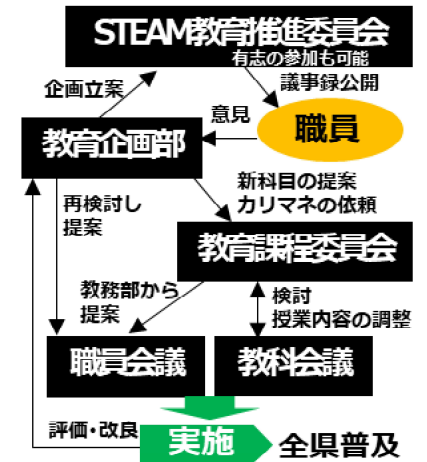 STEAM教育推進委員会
有志の参加も可能
企画立案
議事録公開
意見
職員
教育企画部
新科目の提案
カリマネの依頼
再検討し
提案
教育課程委員会
教務部から
提案
検討
授業内容の調整
職員会議
教科会議
評価・改良
実施
全県普及